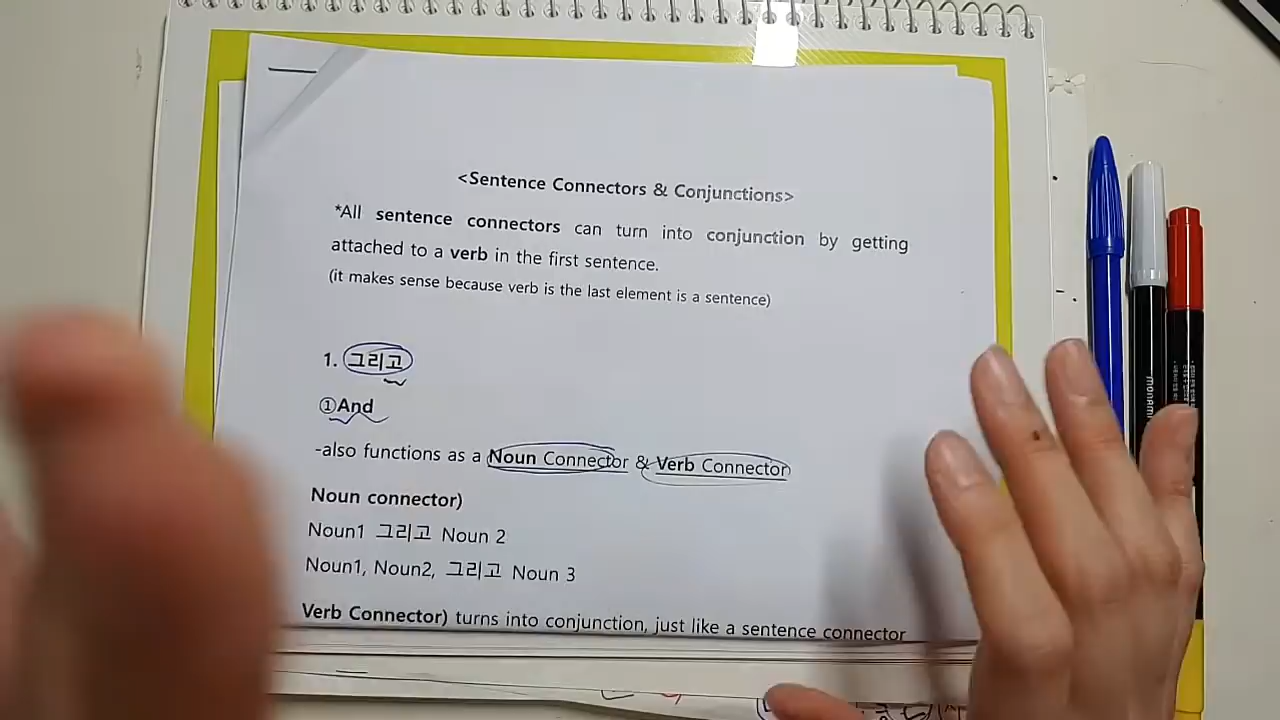 <Sentence Connectors & Conjunctions>
*All sentence connectors can turn into conjunction by getting
attached to a verb in the first sentence.
(it makes sense because verb is the last element is a sentence)
1. 그리고
①And
-also functions as a Noun Connector & Verb Connector
Noun connector)
Noun1 그리고 Noun 2
Noun1, Noun2, 그리고 Noun 3
Verb Connector) turns into conjunction, just like a sentence connector